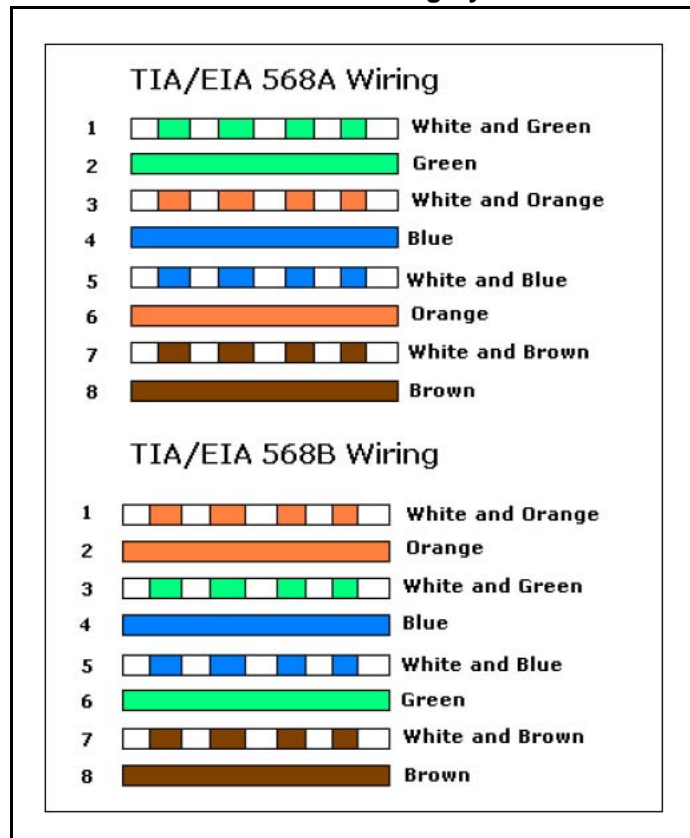 TIA/EIA 568A Wiring
1 White and Green
2 Green
3 White and Orange
4 Blue
5 White and Blue
6 Orange
7 White and Brown
8 Brown
TIA/EIA 568B Wiring
1 White and Orange
2 Orange
3 White and Green
4 Blue
5 White and Blue
6 Green
7 White and Brown
8 Brown